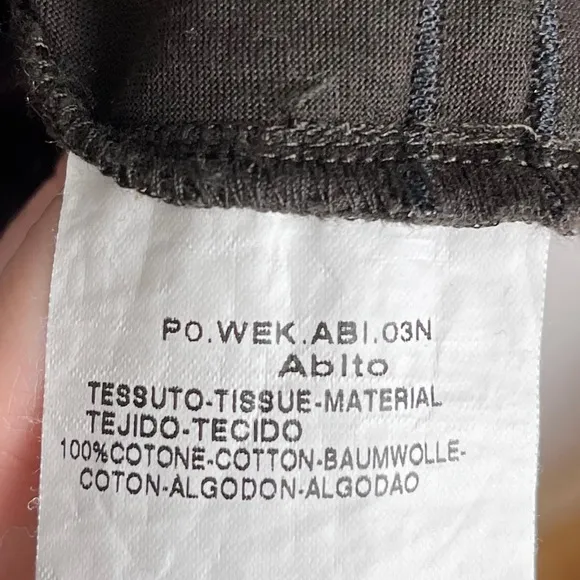 PO.WEK.ABI.03N
Abito
TESSUTO-TISSUE-MATERIAL
TEJIDO-TECIDO
100%COTONE-COTTON-BAUMWOLLE-
COTON-ALGODON-ALGODAO